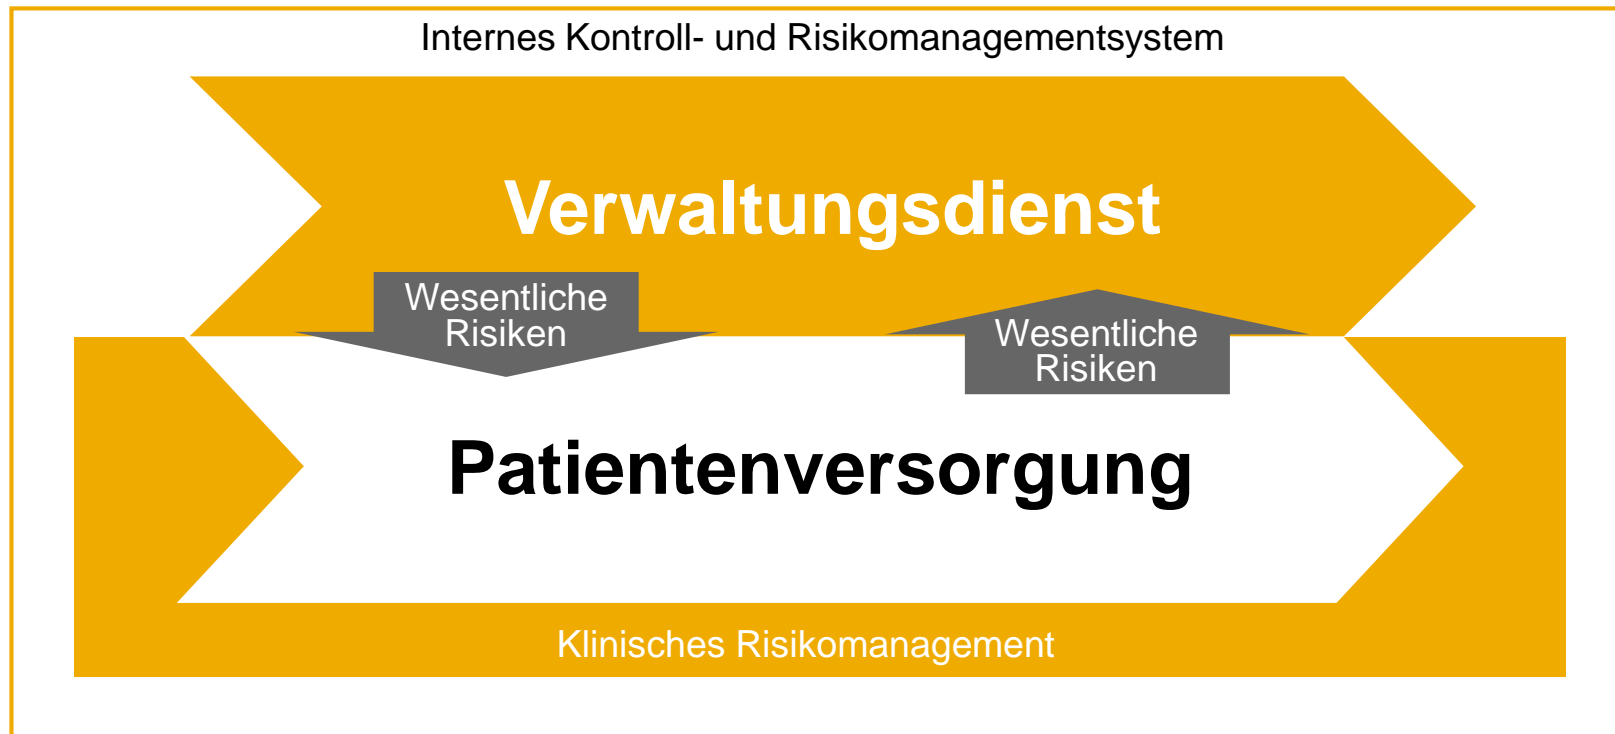 Internes Kontroll- und Risikomanagementsystem
Verwaltungsdienst
Wesentliche
Risiken
Wesentliche
Risiken
Patientenversorgung
Klinisches Risikomanagement